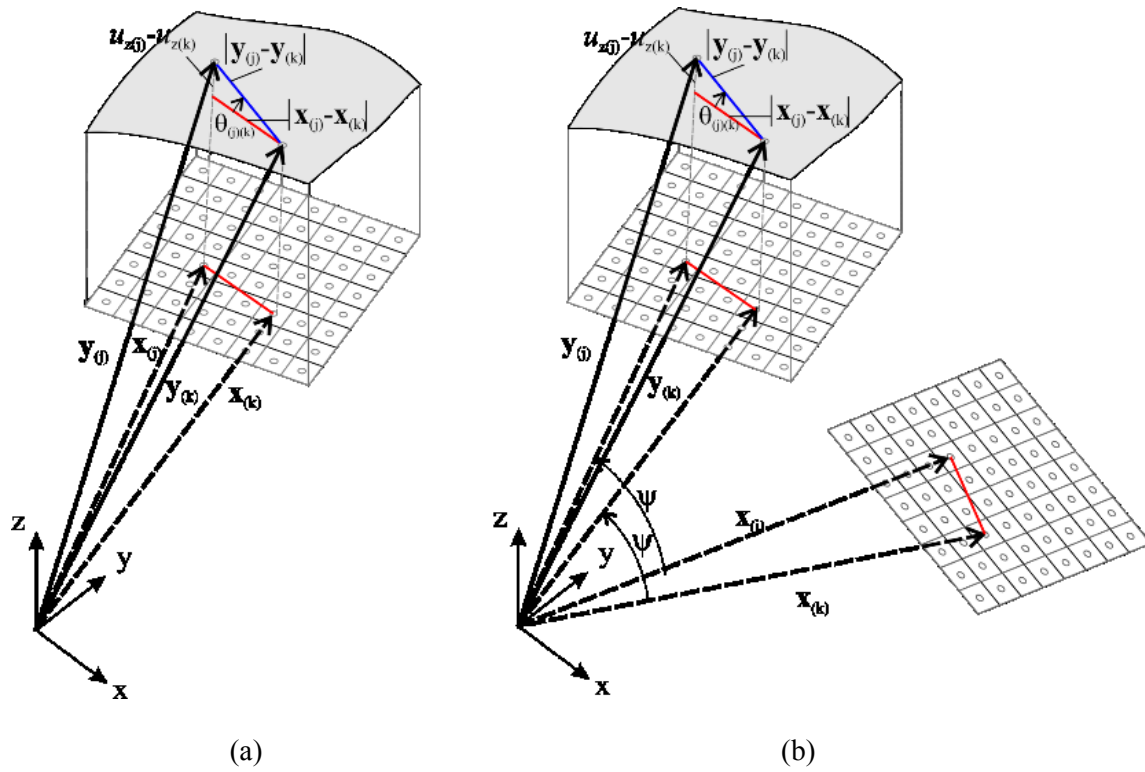 u_z(j)-u_z(k)
|y_(j)-y_(k)|
|x_(j)-x_(k)|
θ_(j)(k)
y_(j)
x_(j)
y_(k)
x_(k)
z
y
x
(a)
u_z(j)-u_z(k)
|y_(j)-y_(k)|
|x_(j)-x_(k)|
θ_(j)(k)
y_(j)
y_(k)
ψ
ψ
x_(j)
x_(k)
z
y
x
(b)